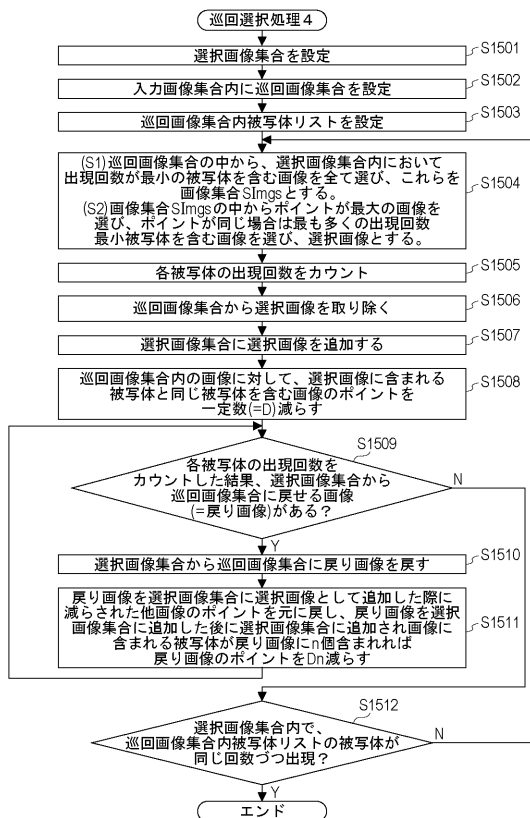 巡回選択処理4
選択画像集合を設定
S1501
入力画像集合内に巡回画像集合を設定
S1502
巡回画像集合内被写体リストを設定
S1503
(S1)巡回画像集合の中から、選択画像集合内において
出現回数が最小の被写体を含む画像を全て選び、これらを
画像集合SImgsとする。
(S2)画像集合SImgsの中からポイントが最大の画像を
選び、ポイントが同じ場合は最も多くの出現回数
最小被写体を含む画像を選び、選択画像とする。
S1504
各被写体の出現回数をカウント
S1505
巡回画像集合から選択画像を取り除く
S1506
選択画像集合に選択画像を追加する
S1507
巡回画像集合内の画像に対して、選択画像に含まれる
被写体と同じ被写体を含む画像のポイントを
一定数(=D)減らす
S1508
S1509
各被写体の出現回数を
カウントした結果、選択画像集合から
巡回画像集合に戻せる画像
(=戻り画像)がある?
N
Y
選択画像集合から巡回画像集合に戻り画像を戻す
S1510
戻り画像を選択画像集合に選択画像として追加した際に
減らされた他画像のポイントを元に戻し、戻り画像を選択
画像集合に追加した後に選択画像集合に追加され画像に
含まれる被写体が戻り画像にn個含まれれば
戻り画像のポイントをDn減らす
S1511
S1512
選択画像集合内で、
巡回画像集合内被写体リストの被写体が
同じ回数づつ出現?
N
Y
エンド